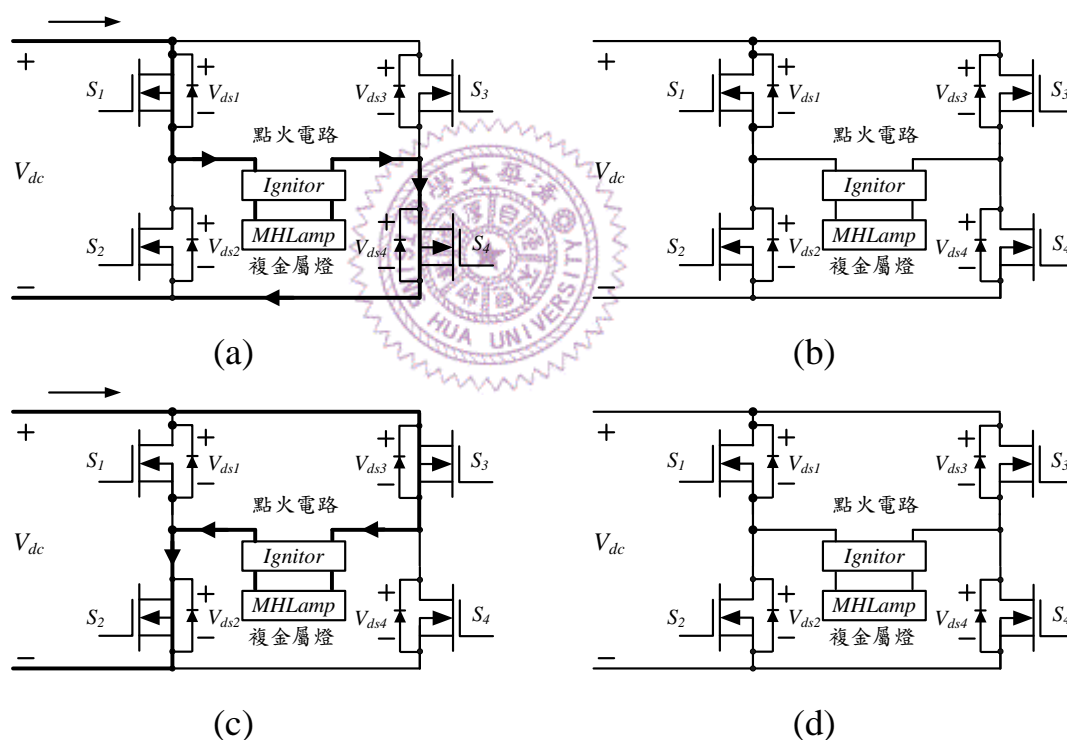 +
S1
+
Vds1
−
+
Vds3
−
S3
點火電路
Vdc
Ignitor
MHLamp
複金屬燈
S2
+
Vds2
−
+
Vds4
−
S4
−
(a)
+
S1
+
Vds1
−
+
Vds3
−
S3
點火電路
Vdc
Ignitor
MHLamp
複金屬燈
S2
+
Vds2
−
+
Vds4
−
S4
−
(b)
HUA UNIVERSITY
+
S1
+
Vds1
−
+
Vds3
−
S3
點火電路
Vdc
Ignitor
MHLamp
複金屬燈
S2
+
Vds2
−
+
Vds4
−
S4
−
(c)
+
S1
+
Vds1
−
+
Vds3
−
S3
點火電路
Vdc
Ignitor
MHLamp
複金屬燈
S2
+
Vds2
−
+
Vds4
−
S4
−
(d)